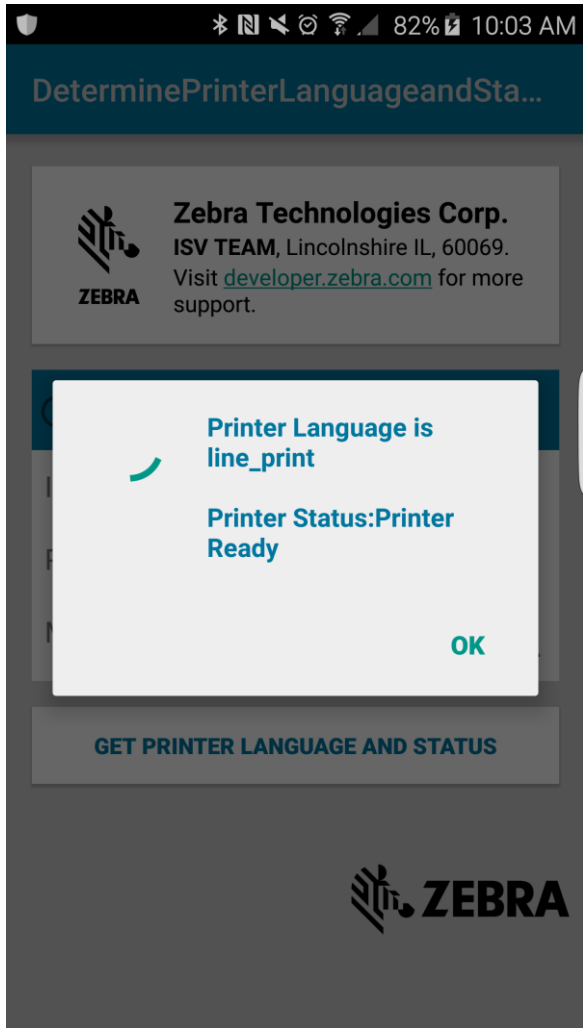 82% 10:03 AM
DeterminePrinterLanguageandSta...
Zebra Technologies Corp.
ISV TEAM, Lincolnshire IL, 60069.
Visit developer.zebra.com for more
support.
ZEBRA
Printer Language is
line_print
Printer Status:Printer
Ready
OK
GET PRINTER LANGUAGE AND STATUS
ZEBRA